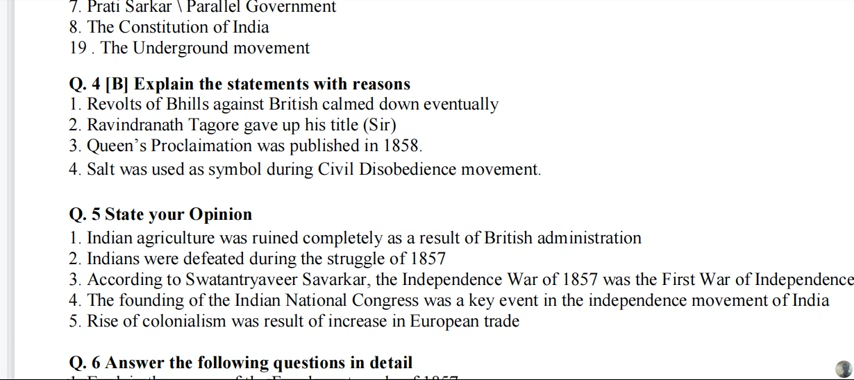 7. Prati Sarkar \ Parallel Government
8. The Constitution of India
19 . The Underground movement
Q. 4 [B] Explain the statements with reasons
1. Revolts of Bhills against British calmed down eventually
2. Ravindranath Tagore gave up his title (Sir)
3. Queen's Proclaimation was published in 1858.
4. Salt was used as symbol during Civil Disobedience movement.
Q. 5 State your Opinion
1. Indian agriculture was ruined completely as a result of British administration
2. Indians were defeated during the struggle of 1857
3. According to Swatantryaveer Savarkar, the Independence War of 1857 was the First War of Independence
4. The founding of the Indian National Congress was a key event in the independence movement of India
5. Rise of colonialism was result of increase in European trade
Q. 6 Answer the following questions in detail